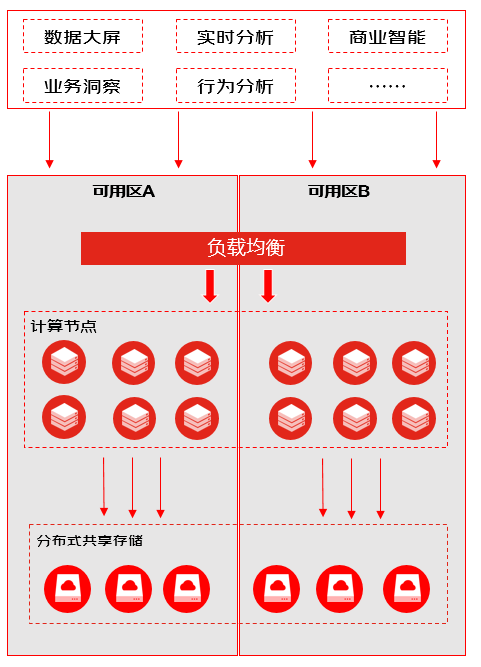 数据大屏
实时分析
商业智能
业务洞察
行为分析
……
可用区A
可用区B
负载均衡
计算节点
分布式共享存储